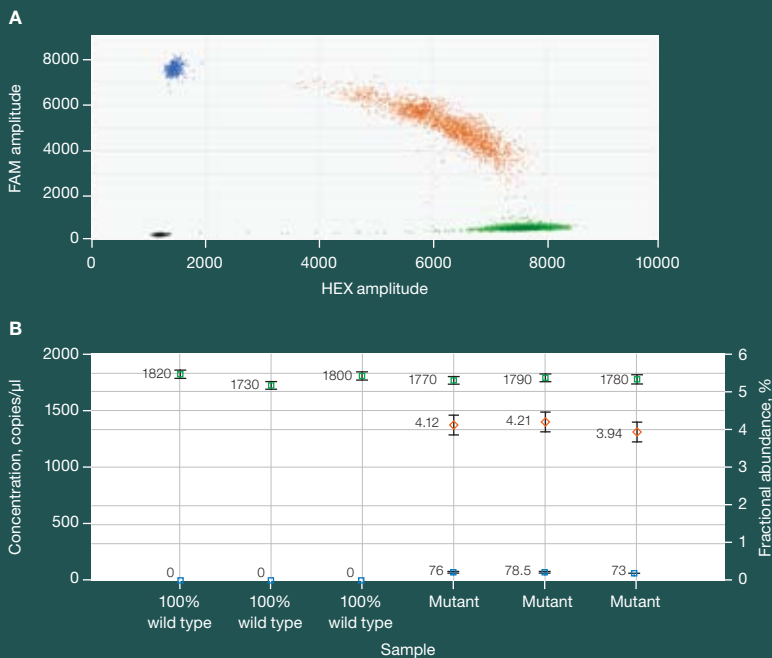 A
8000
6000
4000
2000
0
FAM amplitude
0 2000 4000 6000 8000 10000
HEX amplitude
B
2000
1500
1000
500
0
Concentration, copies/µl
1820 1730 1800 1770 1790 1780
4.12 4.21 3.94
0 0 0 76 78.5 73
6
5
4
3
2
1
0
Fractional abundance, %
100% 100% 100% Mutant Mutant Mutant
wild type wild type wild type
Sample